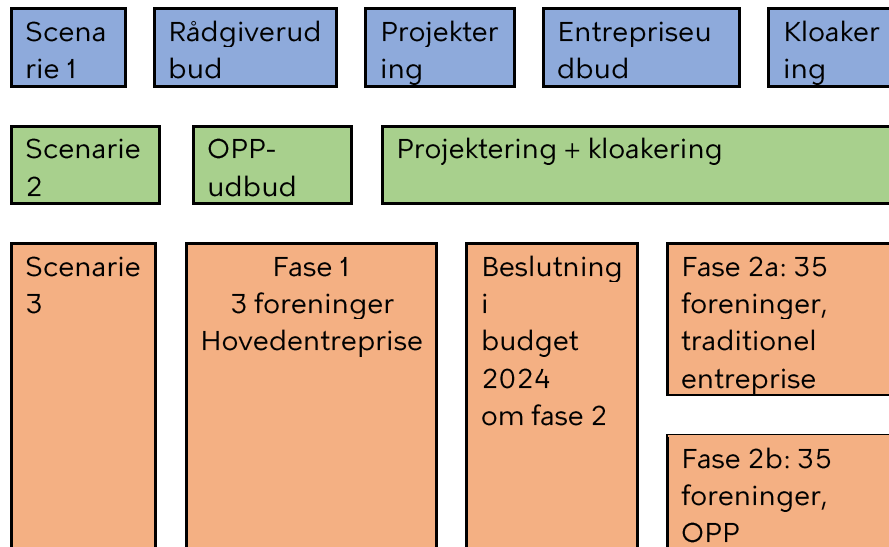 Scena
rie 1
Rådgiverud
bud
Projekter
ing
Entrepriseu
dbud
Kloaker
ing
Scenarie
2
OPP-
udbud
Projektering + kloakering
Scenarie
3
Fase 1
3 foreninger
Hovedentreprise
Beslutning
i
budget
2024
om fase 2
Fase 2a: 35
foreninger,
traditionel
entreprise
Fase 2b: 35
foreninger,
OPP